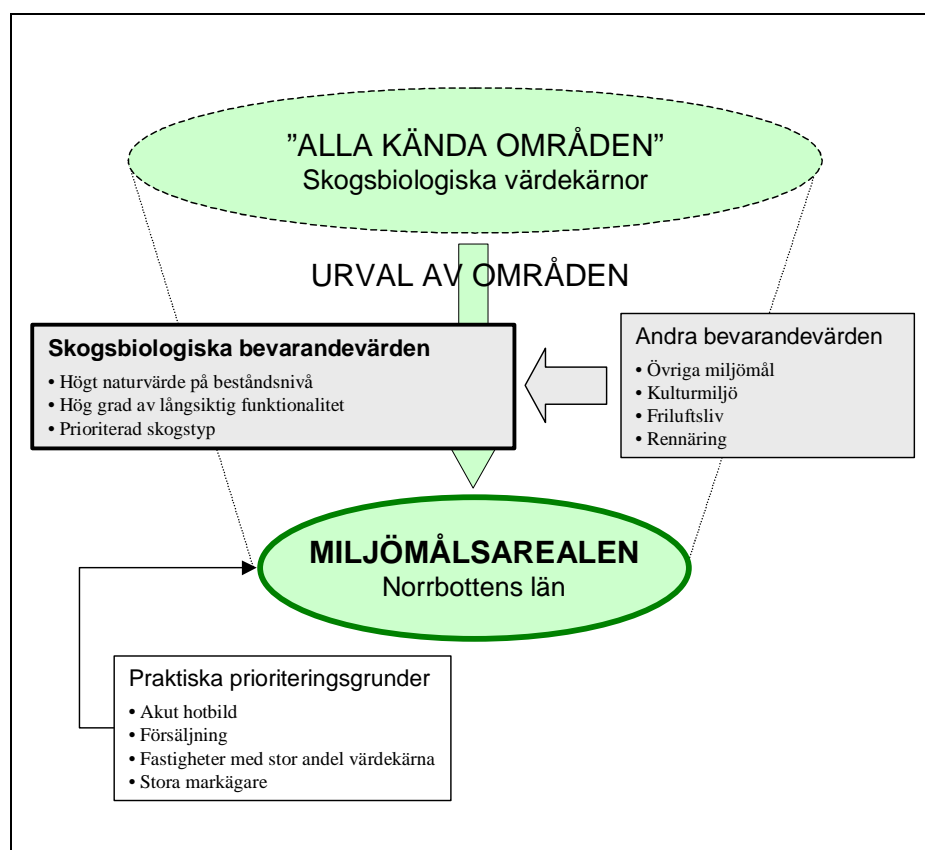 ”ALLA KÄNDA OMRÅDEN”
Skogsbiologiska värdekärnor
URVAL AV OMRÅDEN
Skogsbiologiska bevarandevärden
• Högt naturvärde på beståndsnivå
• Hög grad av långsiktig funktionalitet
• Prioriterad skogstyp
Andra bevarandevärden
• Övriga miljömål
• Kulturmiljö
• Friluftsliv
• Rennäring
MILJÖMÅLSAREALEN
Norrbottens län
Praktiska prioriteringsgrunder
• Akut hotbild
• Försäljning
• Fastigheter med stor andel värdekärna
• Stora markägare